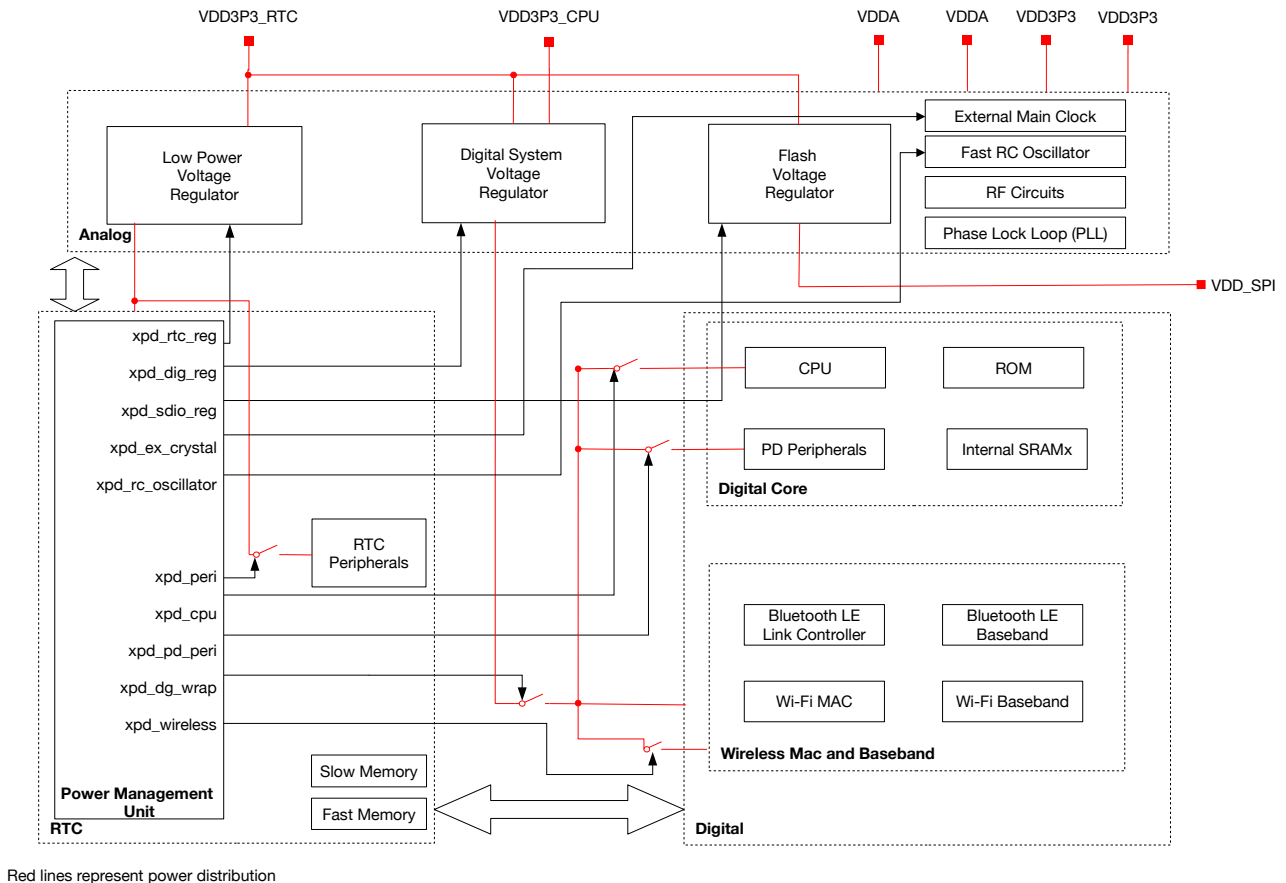 VDD3P3_RTC
VDD3P3_CPU
VDDA
VDDA
VDD3P3
VDD3P3
Low Power
Voltage
Regulator
Digital System
Voltage
Regulator
Flash
Voltage
Regulator
External Main Clock
Fast RC Oscillator
RF Circuits
Phase Lock Loop (PLL)
Analog
VDD_SPI
xpd_rtc_reg
xpd_dig_reg
xpd_sdio_reg
xpd_ex_crystal
xpd_rc_oscillator
xpd_peri
xpd_cpu
xpd_pd_peri
xpd_dg_wrap
xpd_wireless
Power Management
Unit
RTC
Peripherals
Slow Memory
Fast Memory
RTC
CPU
ROM
PD Peripherals
Internal SRAMx
Digital Core
Bluetooth LE
Link Controller
Bluetooth LE
Baseband
Wi-Fi MAC
Wi-Fi Baseband
Wireless Mac and Baseband
Digital
Red lines represent power distribution